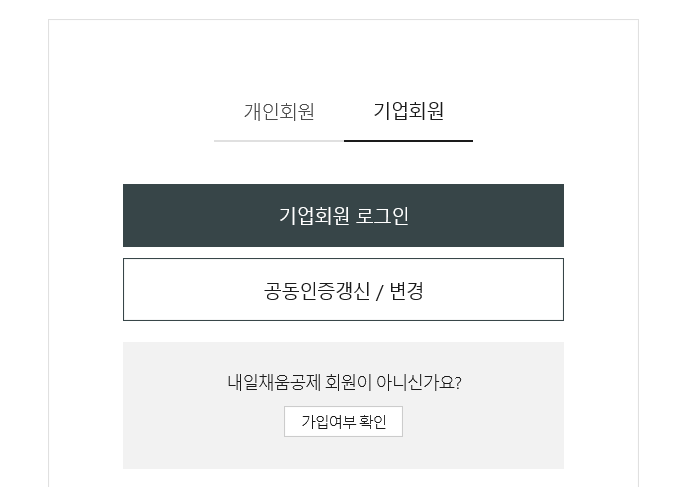 개인회원 기업회원
기업회원 로그인
공동인증갱신 / 변경
내일채움공제 회원이 아니신가요?
가입여부 확인